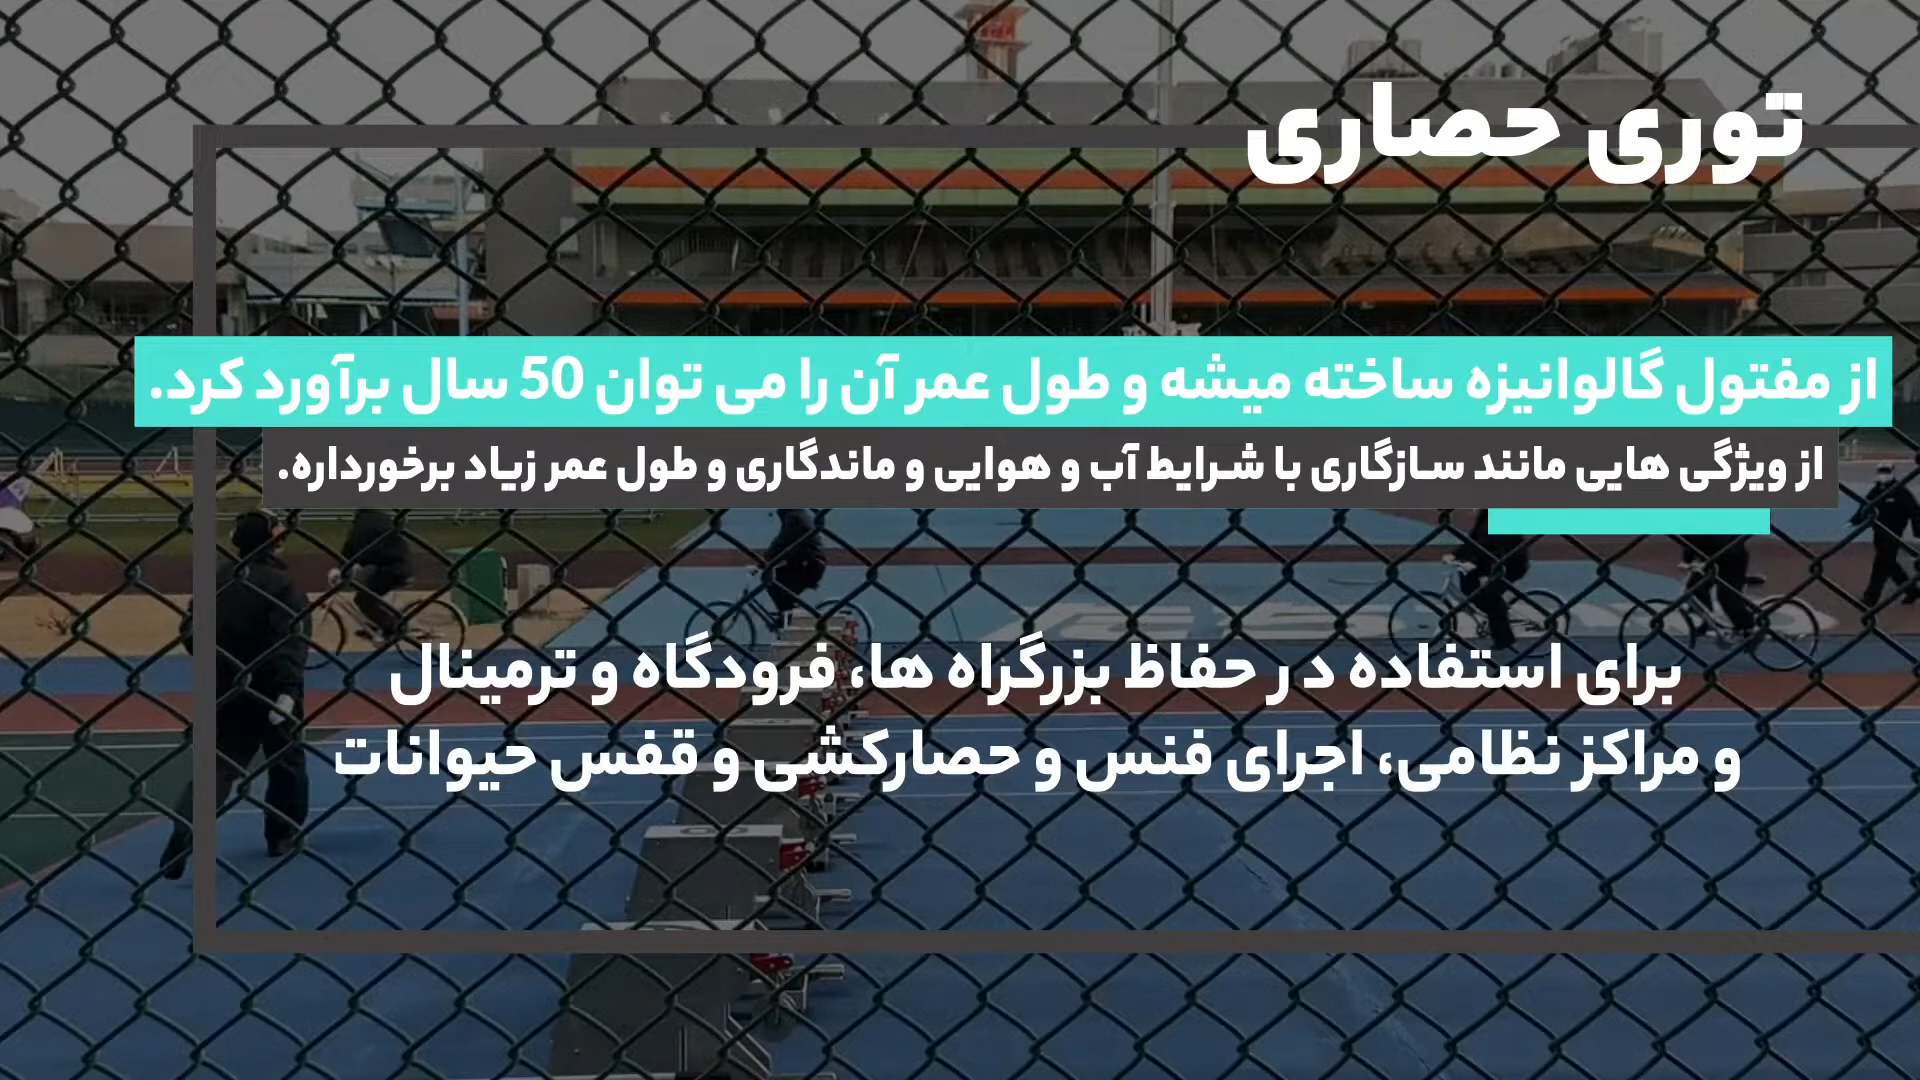 توری حصاری
از مفتول گالوانیزه ساخته میشه و طول عمر آن را می توان 50 سال برآورد کرد.
از ویژگی هایی مانند سازگاری با شرایط آب و هوایی و ماندگاری و طول عمر زیاد برخورداره.
برای استفاده در حفاظ بزرگراه ها، فرودگاه و ترمینال
و مراکز نظامی، اجرای فنس و حصارکشی و قفس حیوانات